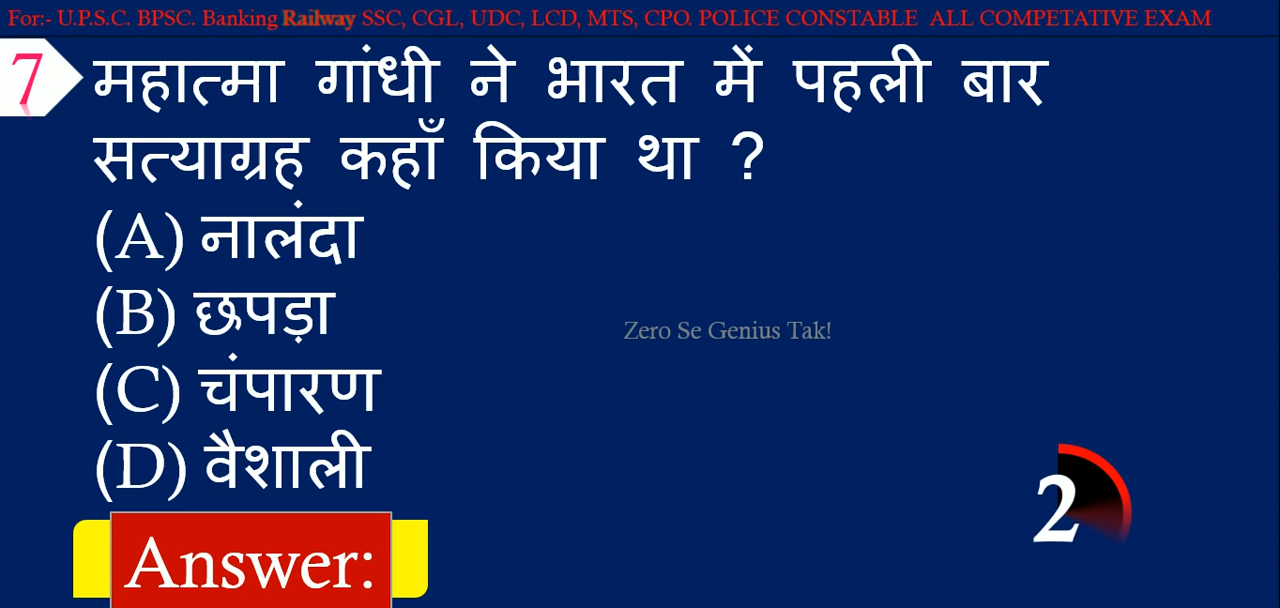 For:- U.P.S.C. BPSC. Banking Railway SSC, CGL, UDC, LCD, MTS, CPO. POLICE CONSTABLE ALL COMPETATIVE EXAM
7 महात्मा गांधी ने भारत में पहली बार
सत्याग्रह कहाँ किया था ?
(A) नालंदा
(B) छपड़ा
Zero Se Genius Tak!
(C) चंपारण
(D) वैशाली
2
Answer: